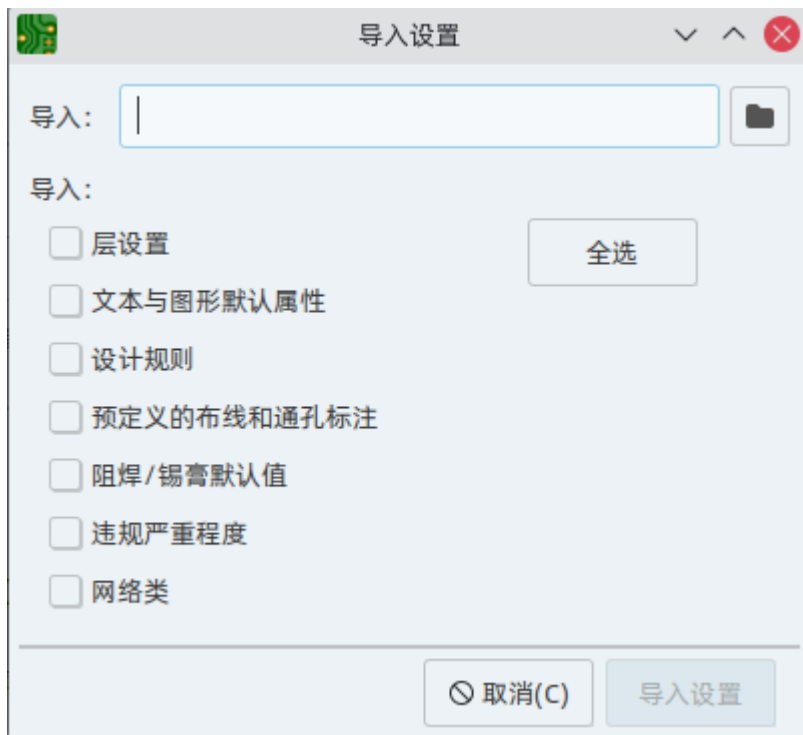 导入设置
导入:
导入:
层设置
全选
文本与图形默认属性
设计规则
预定义的布线和通孔标注
阻焊/锡膏默认值
违规严重程度
网络类
取消(C)
导入设置